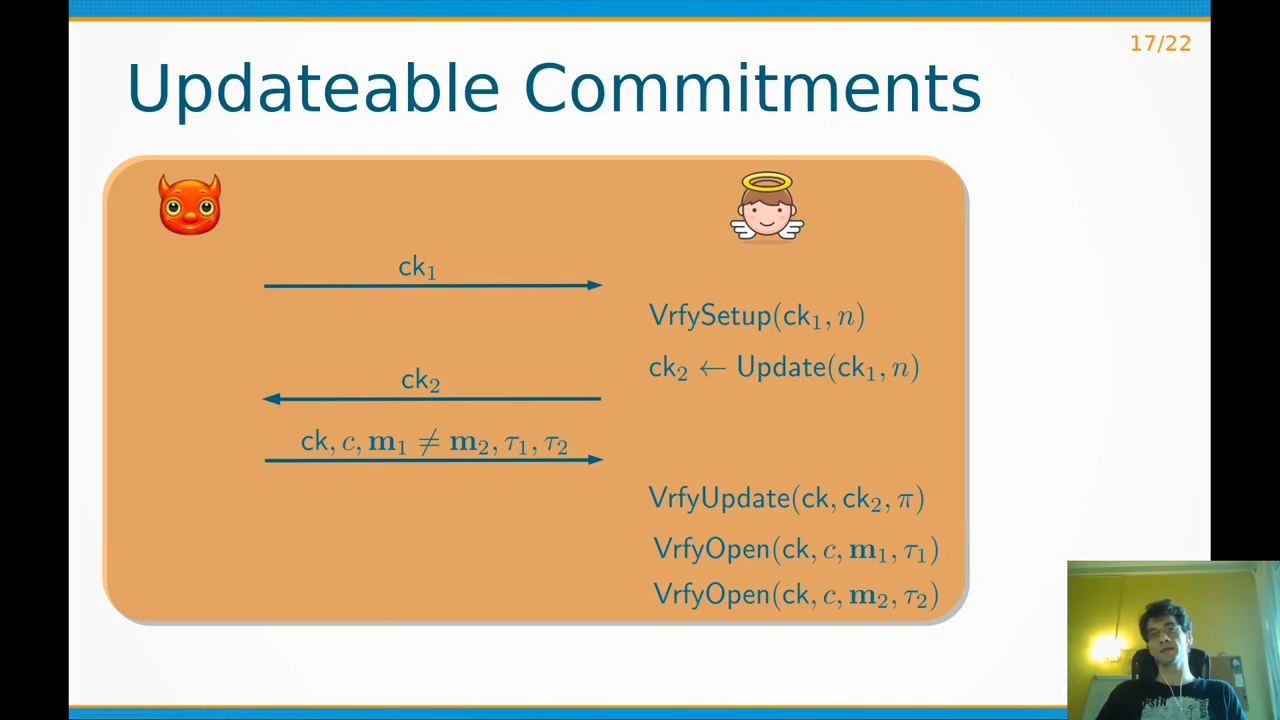 17/22
Updateable Commitments
ck₁
VrfySetup(ck₁, n)
ck₂ ← Update(ck₁, n)
ck₂
ck, c, m₁ ≠ m₂, τ₁, τ₂
VrfyUpdate(ck, ck₂, π)
VrfyOpen(ck, c, m₁, τ₁)
VrfyOpen(ck, c, m₂, τ₂)